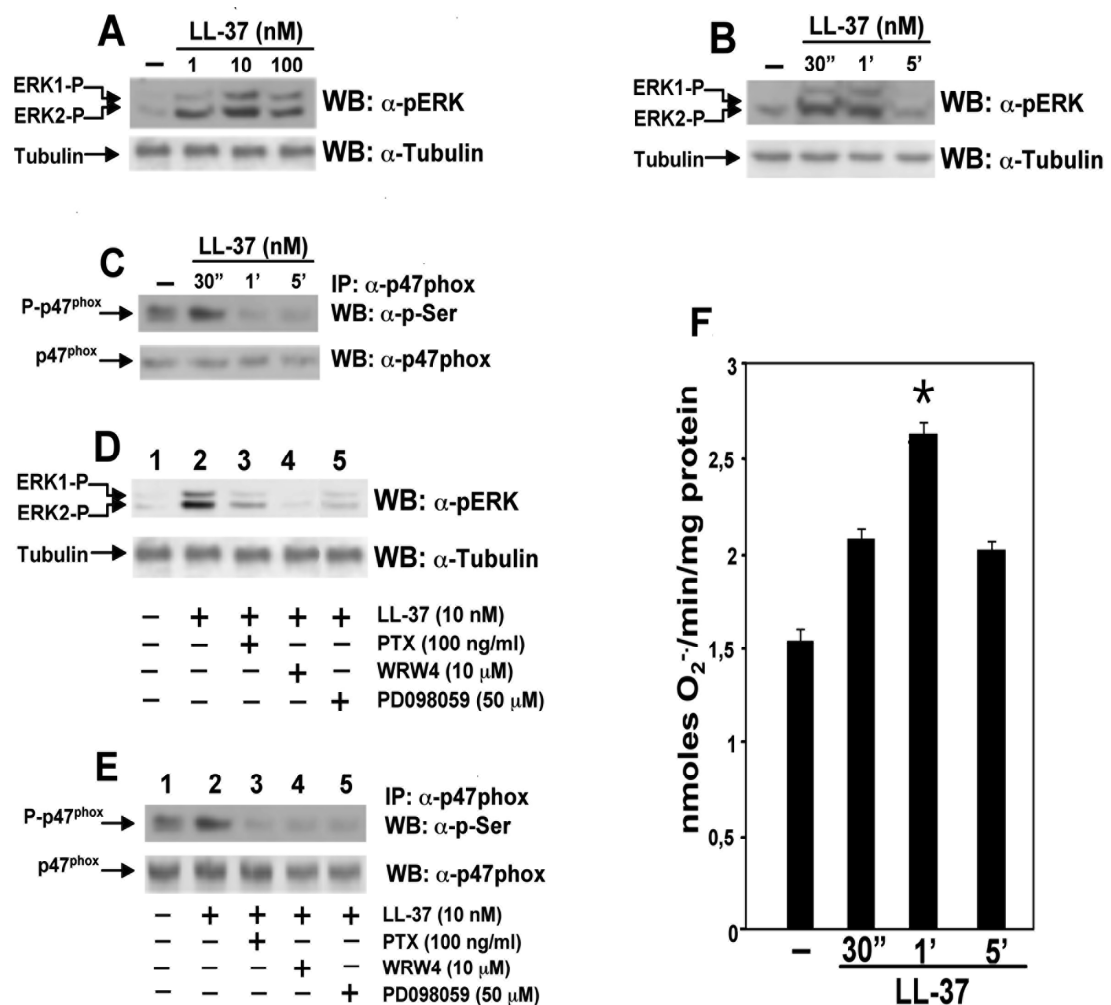 A
LL-37 (nM)
– 1 10 100
ERK1-P
ERK2-P
WB: α-pERK
Tubulin
WB: α-Tubulin
B
LL-37 (nM)
– 30” 1’ 5’
ERK1-P
ERK2-P
WB: α-pERK
Tubulin
WB: α-Tubulin
C
LL-37 (nM)
– 30” 1’ 5’
IP: α-p47phox
P-p47phox
WB: α-p-Ser
p47phox
WB: α-p47phox
D
1 2 3 4 5
ERK1-P
ERK2-P
WB: α-pERK
Tubulin
WB: α-Tubulin
– + + + + LL-37 (10 nM)
– – + – – PTX (100 ng/ml)
– – – + – WRW4 (10 μM)
– – – – + PD098059 (50 μM)
E
1 2 3 4 5
IP: α-p47phox
P-p47phox
WB: α-p-Ser
p47phox
WB: α-p47phox
– + + + + LL-37 (10 nM)
– – + – – PTX (100 ng/ml)
– – – + – WRW4 (10 μM)
– – – – + PD098059 (50 μM)
F
nmoles O2-·/min/mg protein
3
2,5
2
1,5
1
0,5
0
*
– 30” 1’ 5’
LL-37